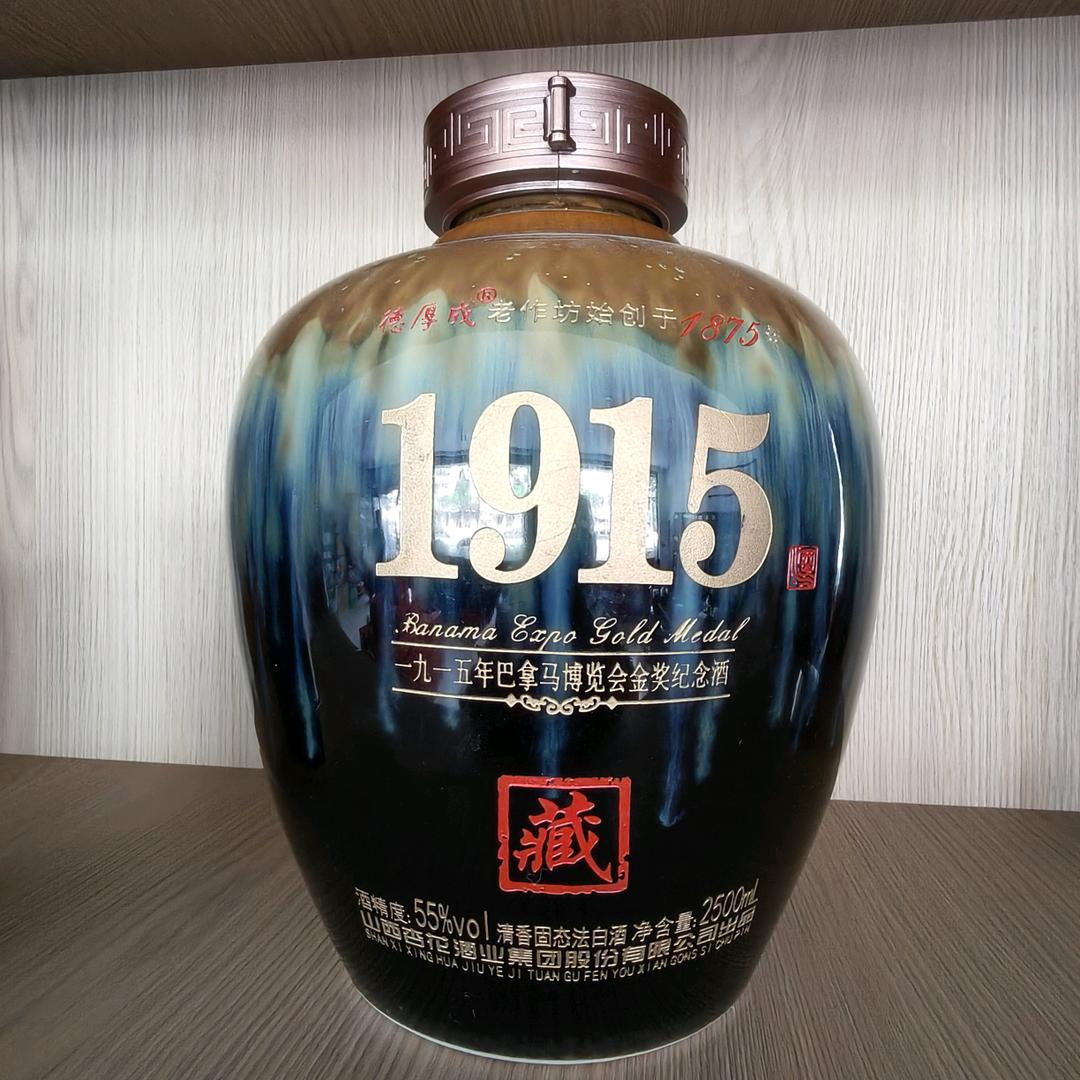 德厚成® 老作坊始创于1875年
1915
Banama Expo Gold Medal
一九一五年巴拿马博览会金奖纪念酒
藏
酒精度:55%vol 清香固态法白酒 净含量:2500mL
山西杏花酒业集团股份有限公司出品
SHAN XI XING HUA JIU YE JI TUAN GU FEN YOU XIAN GONG SI CHU PIN